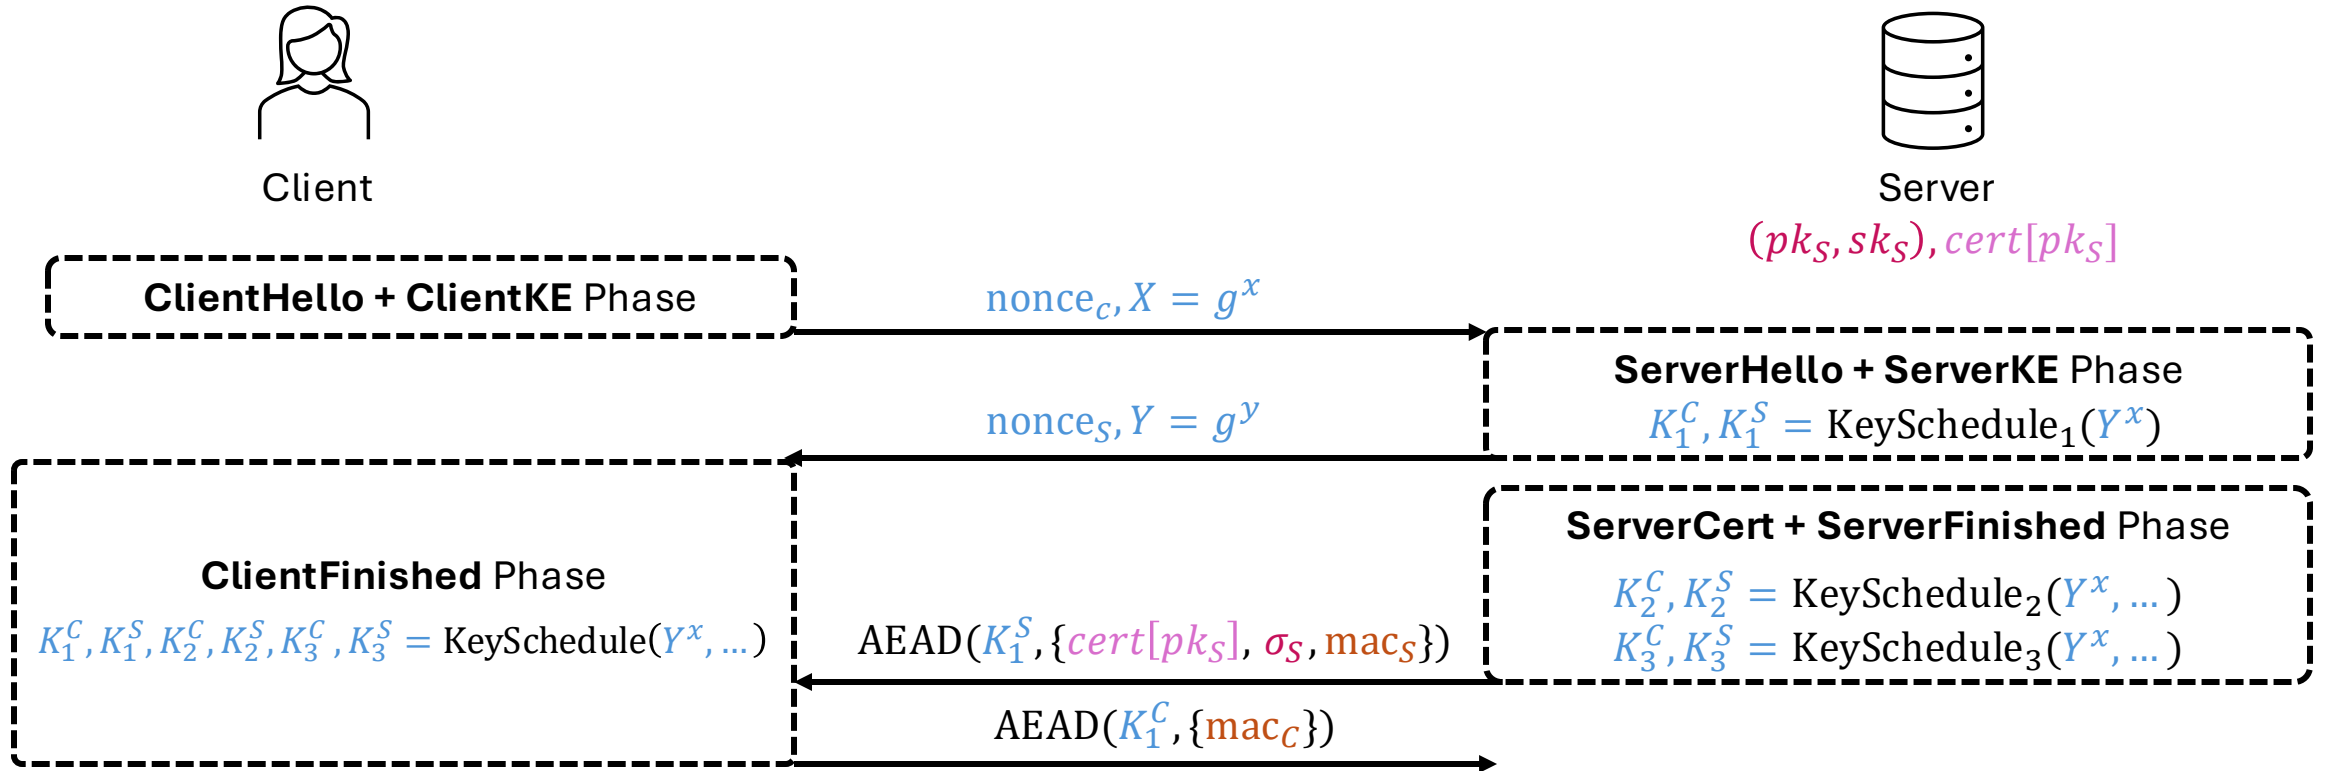 Client
Server
(pk_S, sk_S), cert[pk_S]
ClientHello + ClientKE Phase
nonce_c, X = g^x
ServerHello + ServerKE Phase
K_1^C, K_1^S = KeySchedule_1(Y^x)
nonce_S, Y = g^y
ServerCert + ServerFinished Phase
K_2^C, K_2^S = KeySchedule_2(Y^x, …)
K_3^C, K_3^S = KeySchedule_3(Y^x, …)
ClientFinished Phase
K_1^C, K_1^S, K_2^C, K_2^S, K_3^C, K_3^S = KeySchedule(Y^x, …)
AEAD(K_1^S, {cert[pk_S], σ_S, mac_S})
AEAD(K_1^C, {mac_C})